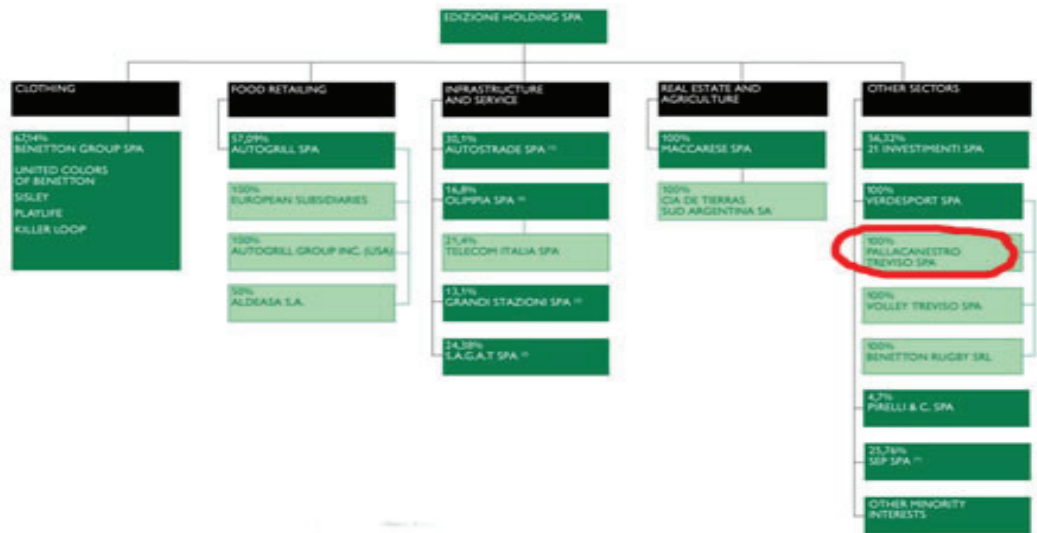 EDIZIONE HOLDING SPA
CLOTHING
67,14%
BENETTON GROUP SPA
UNITED COLORS
OF BENETTON
SISLEY
PLAYLIFE
KILLER LOOP
FOOD RETAILING
57,09%
AUTOGRILL SPA
100%
EUROPEAN SUBSIDIARIES
100%
AUTOGRILL GROUP INC. (USA)
50%
ALDEASA S.A.
INFRASTRUCTURE
AND SERVICE
30,1%
AUTOSTRADE SPA
16,8%
OLIMPIA SPA
21,4%
TELECOM ITALIA SPA
13,1%
GRANDI STAZIONI SPA
24,38%
S.A.G.A.T SPA
REAL ESTATE AND
AGRICULTURE
100%
MACCARESE SPA
100%
CIA DE TIERRAS
SUD ARGENTINA SA
OTHER SECTORS
56,32%
21 INVESTIMENTI SPA
100%
VERDESPORT SPA
100%
PALLACANESTRO
TREVISO SPA
100%
VOLLEY TREVISO SPA
100%
BENETTON RUGBY SRL
4,7%
PIRELLI & C. SPA
25,76%
SEP SPA
OTHER MINORITY
INTERESTS